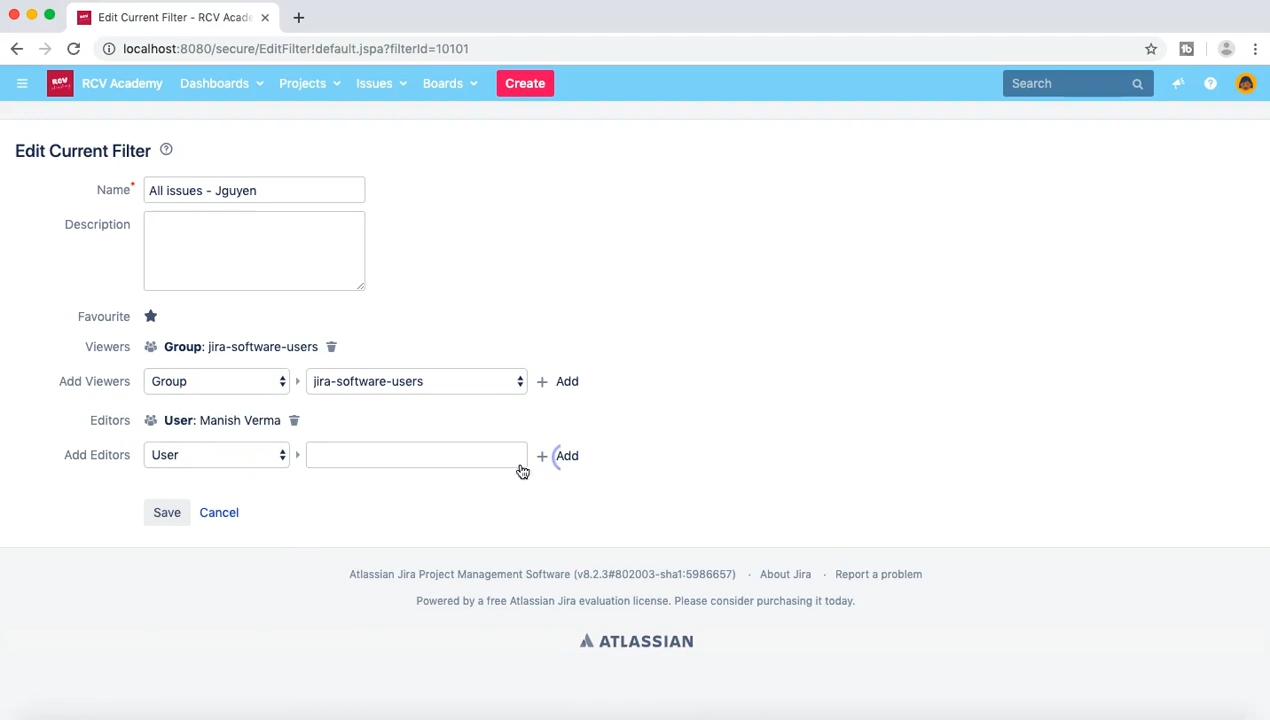 Edit Current Filter - RCV Acade
localhost:8080/secure/EditFilter!default.jspa?filterId=10101
RCV Academy Dashboards Projects Issues Boards Create Search
Edit Current Filter
Name* All issues - Jguyen
Description
Favourite
Viewers Group: jira-software-users
Add Viewers Group jira-software-users + Add
Editors User: Manish Verma
Add Editors User + Add
Save Cancel
Atlassian Jira Project Management Software (v8.2.3#802003-sha1:5986657) · About Jira · Report a problem
Powered by a free Atlassian Jira evaluation license. Please consider purchasing it today.
ATLASSIAN